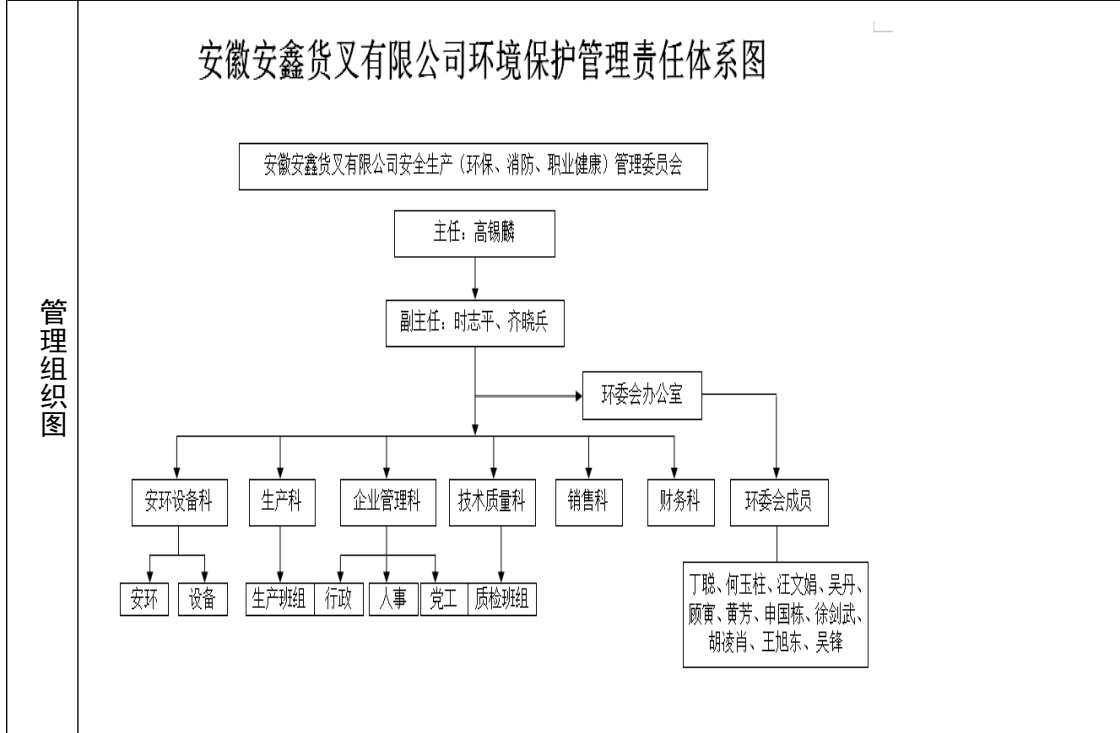 安徽安鑫货叉有限公司环境保护管理责任体系图
安徽安鑫货叉有限公司安全生产（环保、消防、职业健康）管理委员会
主任：高锡麟
副主任：时志平、齐晓兵
管理组织图
环委会办公室
安环设备科
生产科
企业管理科
技术质量科
销售科
财务科
环委会成员
安环
设备
生产班组
行政
人事
党工
质检班组
丁聪、何玉柱、汪文娟、吴丹、
顾寅、黄芳、申国栋、徐剑武、
胡凌肖、王旭东、吴锋